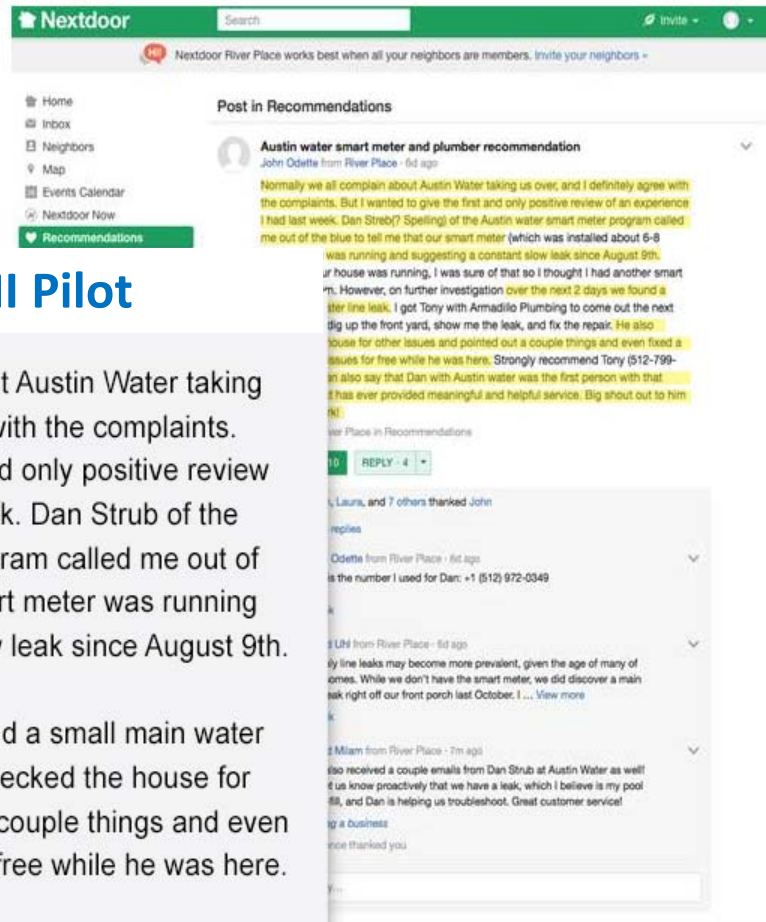 Nextdoor
Search
Invite
Nextdoor River Place works best when all your neighbors are members. Invite your neighbors
Home
Inbox
Neighbors
Map
Events Calendar
Nextdoor Now
Recommendations
Post in Recommendations
Austin water smart meter and plumber recommendation
John Odette from River Place · 6d ago
Normally we all complain about Austin Water taking us over, and I definitely agree with
the complaints. But I wanted to give the first and only positive review of an experience
I had last week. Dan Streb(? Spelling) of the Austin water smart meter program called
me out of the blue to tell me that our smart meter (which was installed about 6-8
was running and suggesting a constant slow leak since August 9th.
ur house was running, I was sure of that so I thought I had another smart
However, on further investigation over the next 2 days we found a
line leak. I got Tony with Armadillo Plumbing to come out the next
dig up the front yard, show me the leak, and fix the repair. He also
house for other issues and pointed out a couple things and even fixed a
issues for free while he was here. Strongly recommend Tony (512-799-
also say that Dan with Austin water was the first person with that
has ever provided meaningful and helpful service. Big shout out to him
Place in Recommendations
10 REPLY · 4
Laura, and 7 others thanked John
replies
Odette from River Place · 6d ago
is the number I used for Dan: +1 (512) 972-0349
Uhl from River Place · 6d ago
line leaks may become more prevalent, given the age of many of
omes. While we don't have the smart meter, we did discover a main
eak right off our front porch last October. I ... View more
Milam from River Place · 7m ago
also received a couple emails from Dan Strub at Austin Water as well!
us know proactively that we have a leak, which I believe is my pool
fill, and Dan is helping us troubleshoot. Great customer service!
a business
thanked you
II Pilot
t Austin Water taking
with the complaints.
d only positive review
k. Dan Strub of the
ram called me out of
rt meter was running
leak since August 9th.
d a small main water
ecked the house for
couple things and even
free while he was here.